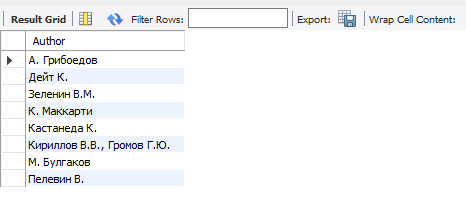 Result Grid Filter Rows: Export: Wrap Cell Content:
Author
А. Грибоедов
Дейт К.
Зеленин В.М.
К. Маккарти
Кастанеда К.
Кириллов В.В., Громов Г.Ю.
М. Булгаков
Пелевин В.